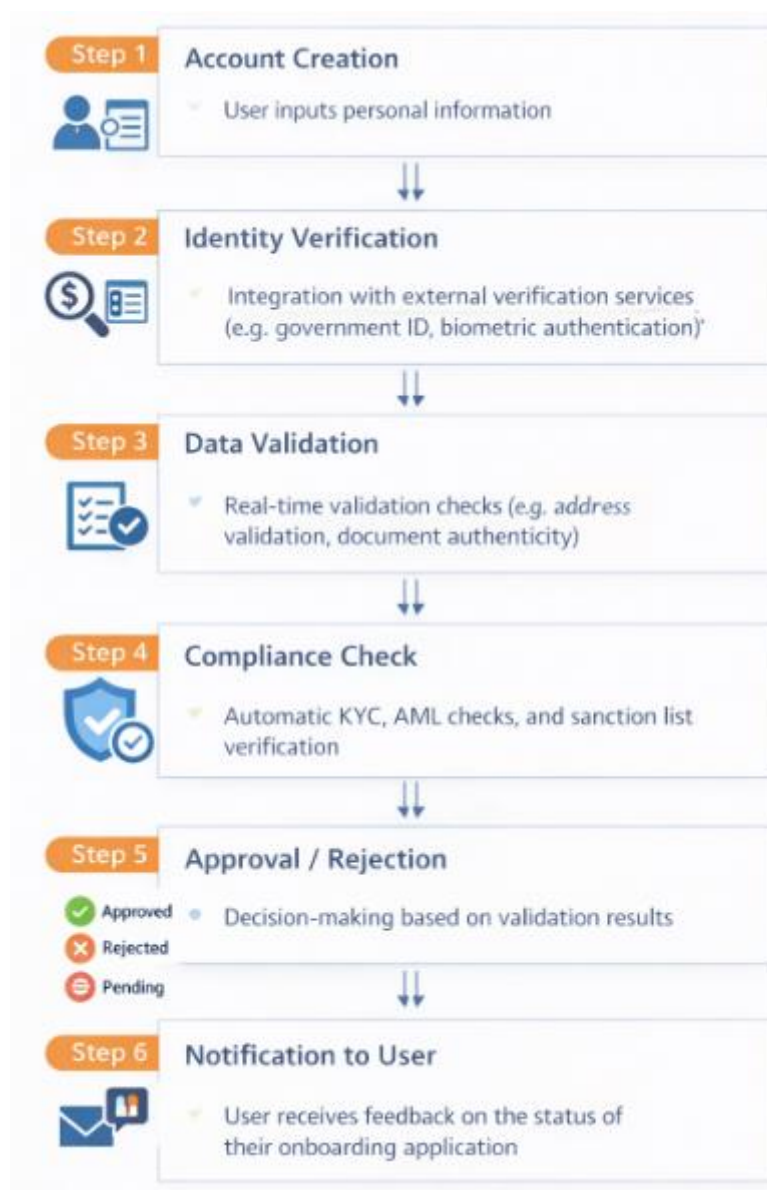 Step 1
Account Creation
User inputs personal information
Step 2
Identity Verification
$
Integration with external verification services
(e.g. government ID, biometric authentication)'
Step 3
Data Validation
Real-time validation checks (e.g. address
validation, document authenticity)
Step 4
Compliance Check
Automatic KYC, AML checks, and sanction list
verification
Step 5
Approval / Rejection
Approved
Decision-making based on validation results
Rejected
Pending
Step 6
Notification to User
User receives feedback on the status of
their onboarding application